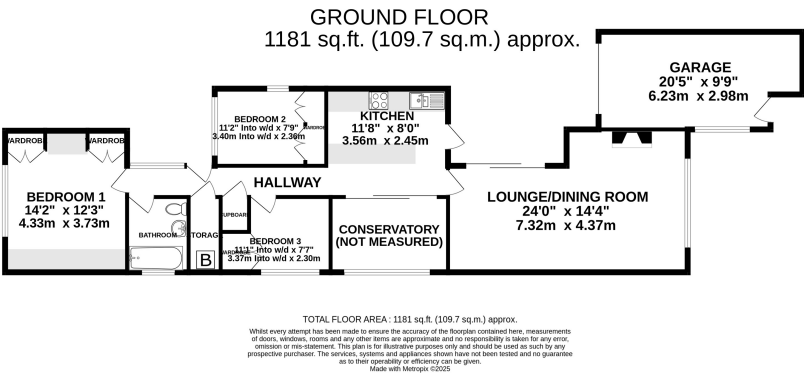 GROUND FLOOR
1181 sq.ft. (109.7 sq.m.) approx.
GARAGE
20'5" x 9'9"
6.23m x 2.98m
BEDROOM 2
11'2" Into w/d x 7'9"
3.40m Into w/d x 2.36m
WARDROBE
KITCHEN
11'8" x 8'0"
3.56m x 2.45m
WARDROBE
WARDROBE
BEDROOM 1
14'2" x 12'3"
4.33m x 3.73m
HALLWAY
LOUNGE/DINING ROOM
24'0" x 14'4"
7.32m x 4.37m
BATHROOM
STORAGE
CUPBOARD
CONSERVATORY
(NOT MEASURED)
BEDROOM 3
11'1" Into w/d x 7'7"
3.37m Into w/d x 2.30m
WARDROBE
B
TOTAL FLOOR AREA : 1181 sq.ft. (109.7 sq.m.) approx.
Whilst every attempt has been made to ensure the accuracy of the floorplan contained here, measurements
of doors, windows, rooms and any other items are approximate and no responsibility is taken for any error,
omission or mis-statement. This plan is for illustrative purposes only and should be used as such by any
prospective purchaser. The services, systems and appliances shown have not been tested and no guarantee
as to their operability or efficiency can be given.
Made with Metropix ©2025